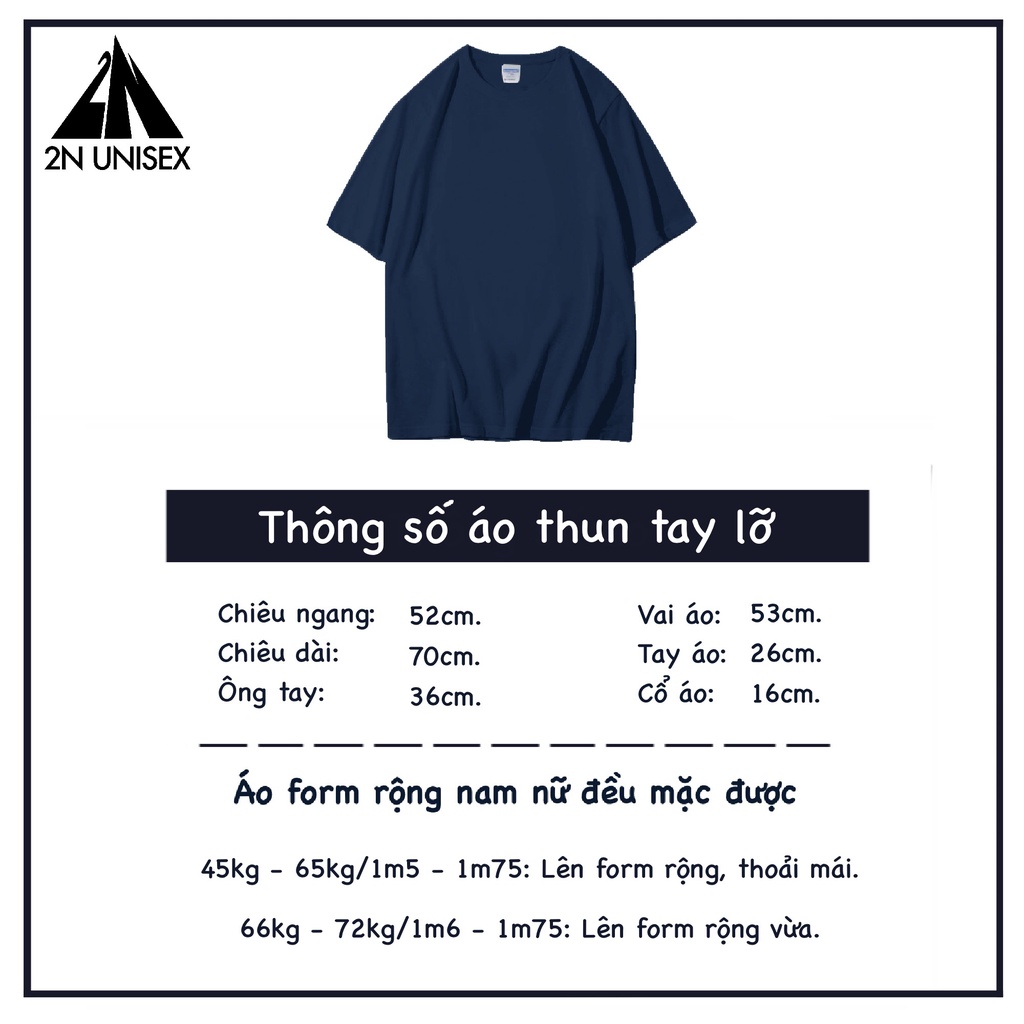 2N UNISEX
Thông số áo thun tay lỡ
Chiêu ngang: 52cm.
Chiêu dài: 70cm.
Ông tay: 36cm.
Vai áo: 53cm.
Tay áo: 26cm.
Cổ áo: 16cm.
Áo form rộng nam nữ đều mặc được
45kg - 65kg/1m5 - 1m75: Lên form rộng, thoải mái.
66kg - 72kg/1m6 - 1m75: Lên form rộng vừa.